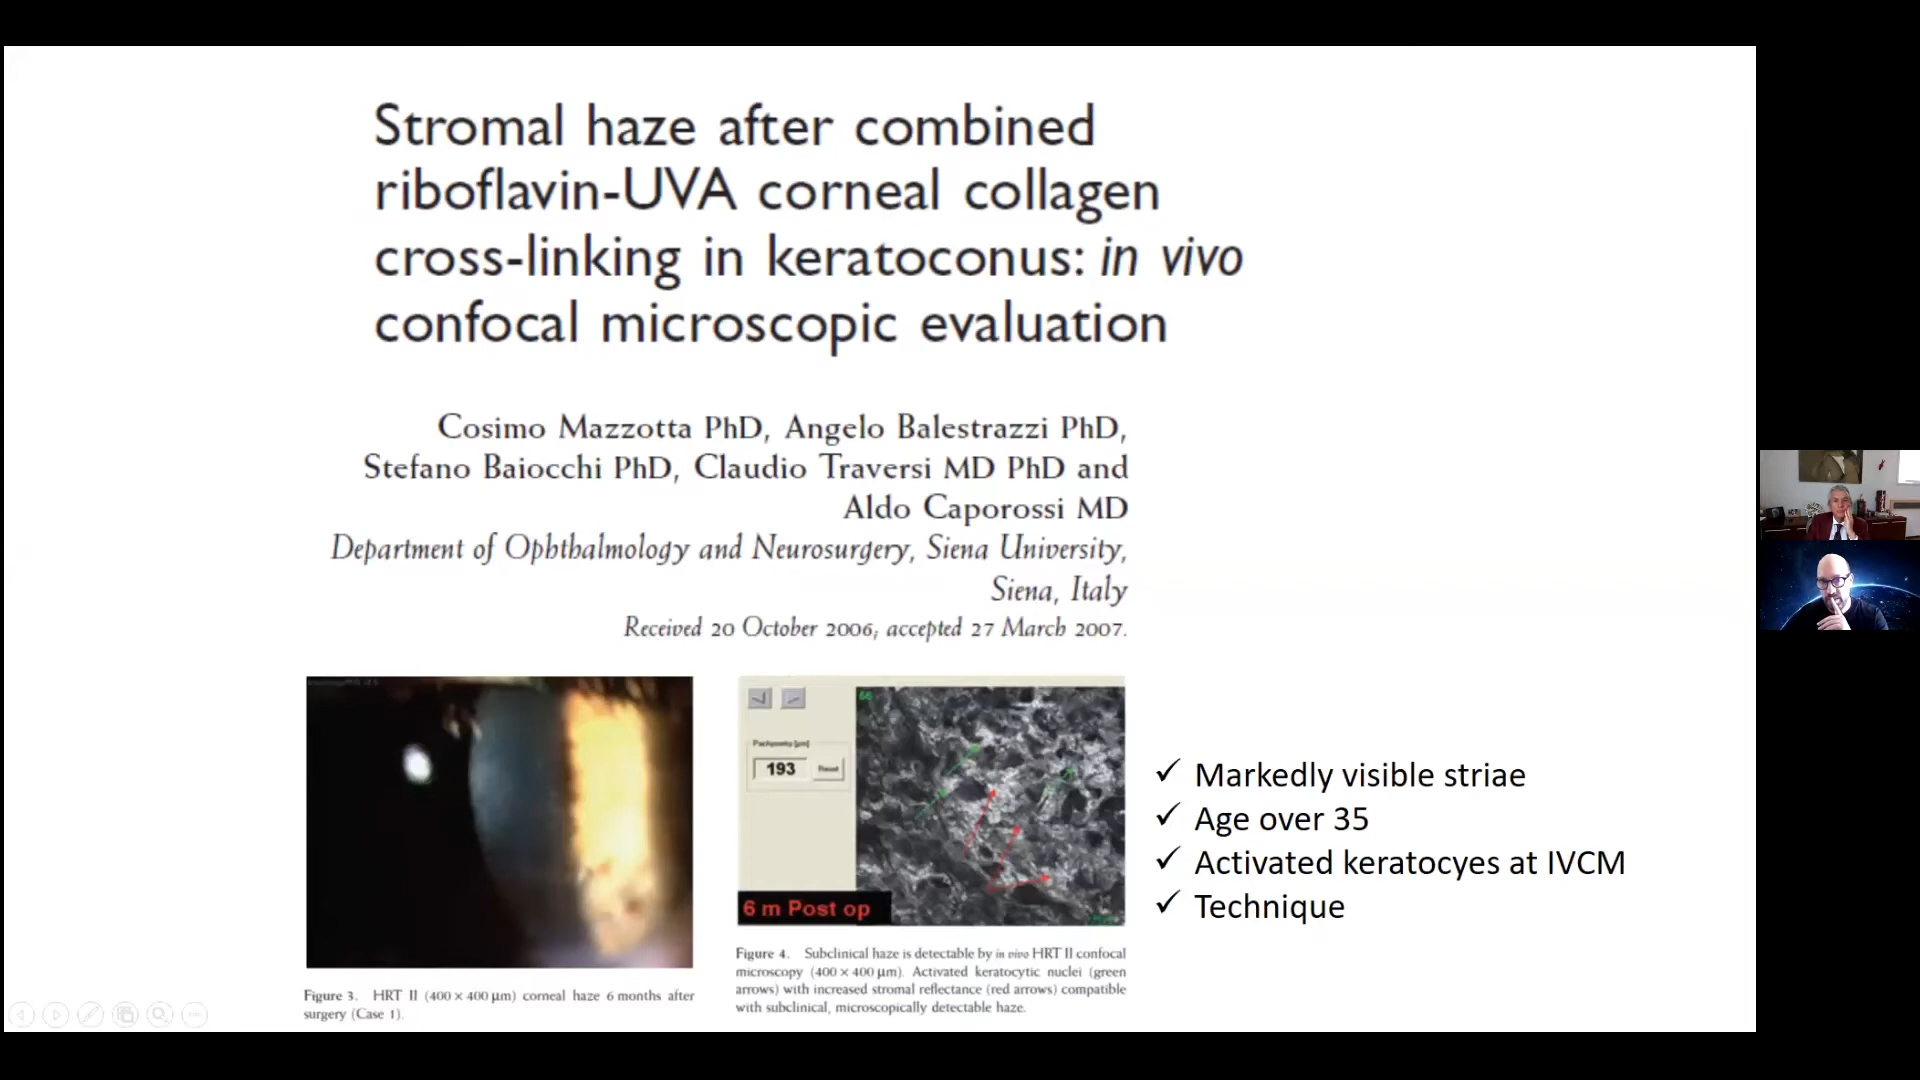 Stromal haze after combined
riboflavin-UVA corneal collagen
cross-linking in keratoconus: in vivo
confocal microscopic evaluation
Cosimo Mazzotta PhD, Angelo Balestrazzi PhD,
Stefano Baiocchi PhD, Claudio Traversi MD PhD and
Aldo Caporossi MD
Department of Ophthalmology and Neurosurgery, Siena University,
Siena, Italy
Received 20 October 2006; accepted 27 March 2007.
Pachymetry [µm]
193 Reset
6 m Post op
Figure 3. HRT II (400 × 400 µm) corneal haze 6 months after
surgery (Case 1).
Figure 4. Subclinical haze is detectable by in vivo HRT II confocal
microscopy (400 × 400 µm). Activated keratocytic nuclei (green
arrows) with increased stromal reflectance (red arrows) compatible
with subclinical, microscopically detectable haze.
✓ Markedly visible striae
✓ Age over 35
✓ Activated keratocyes at IVCM
✓ Technique